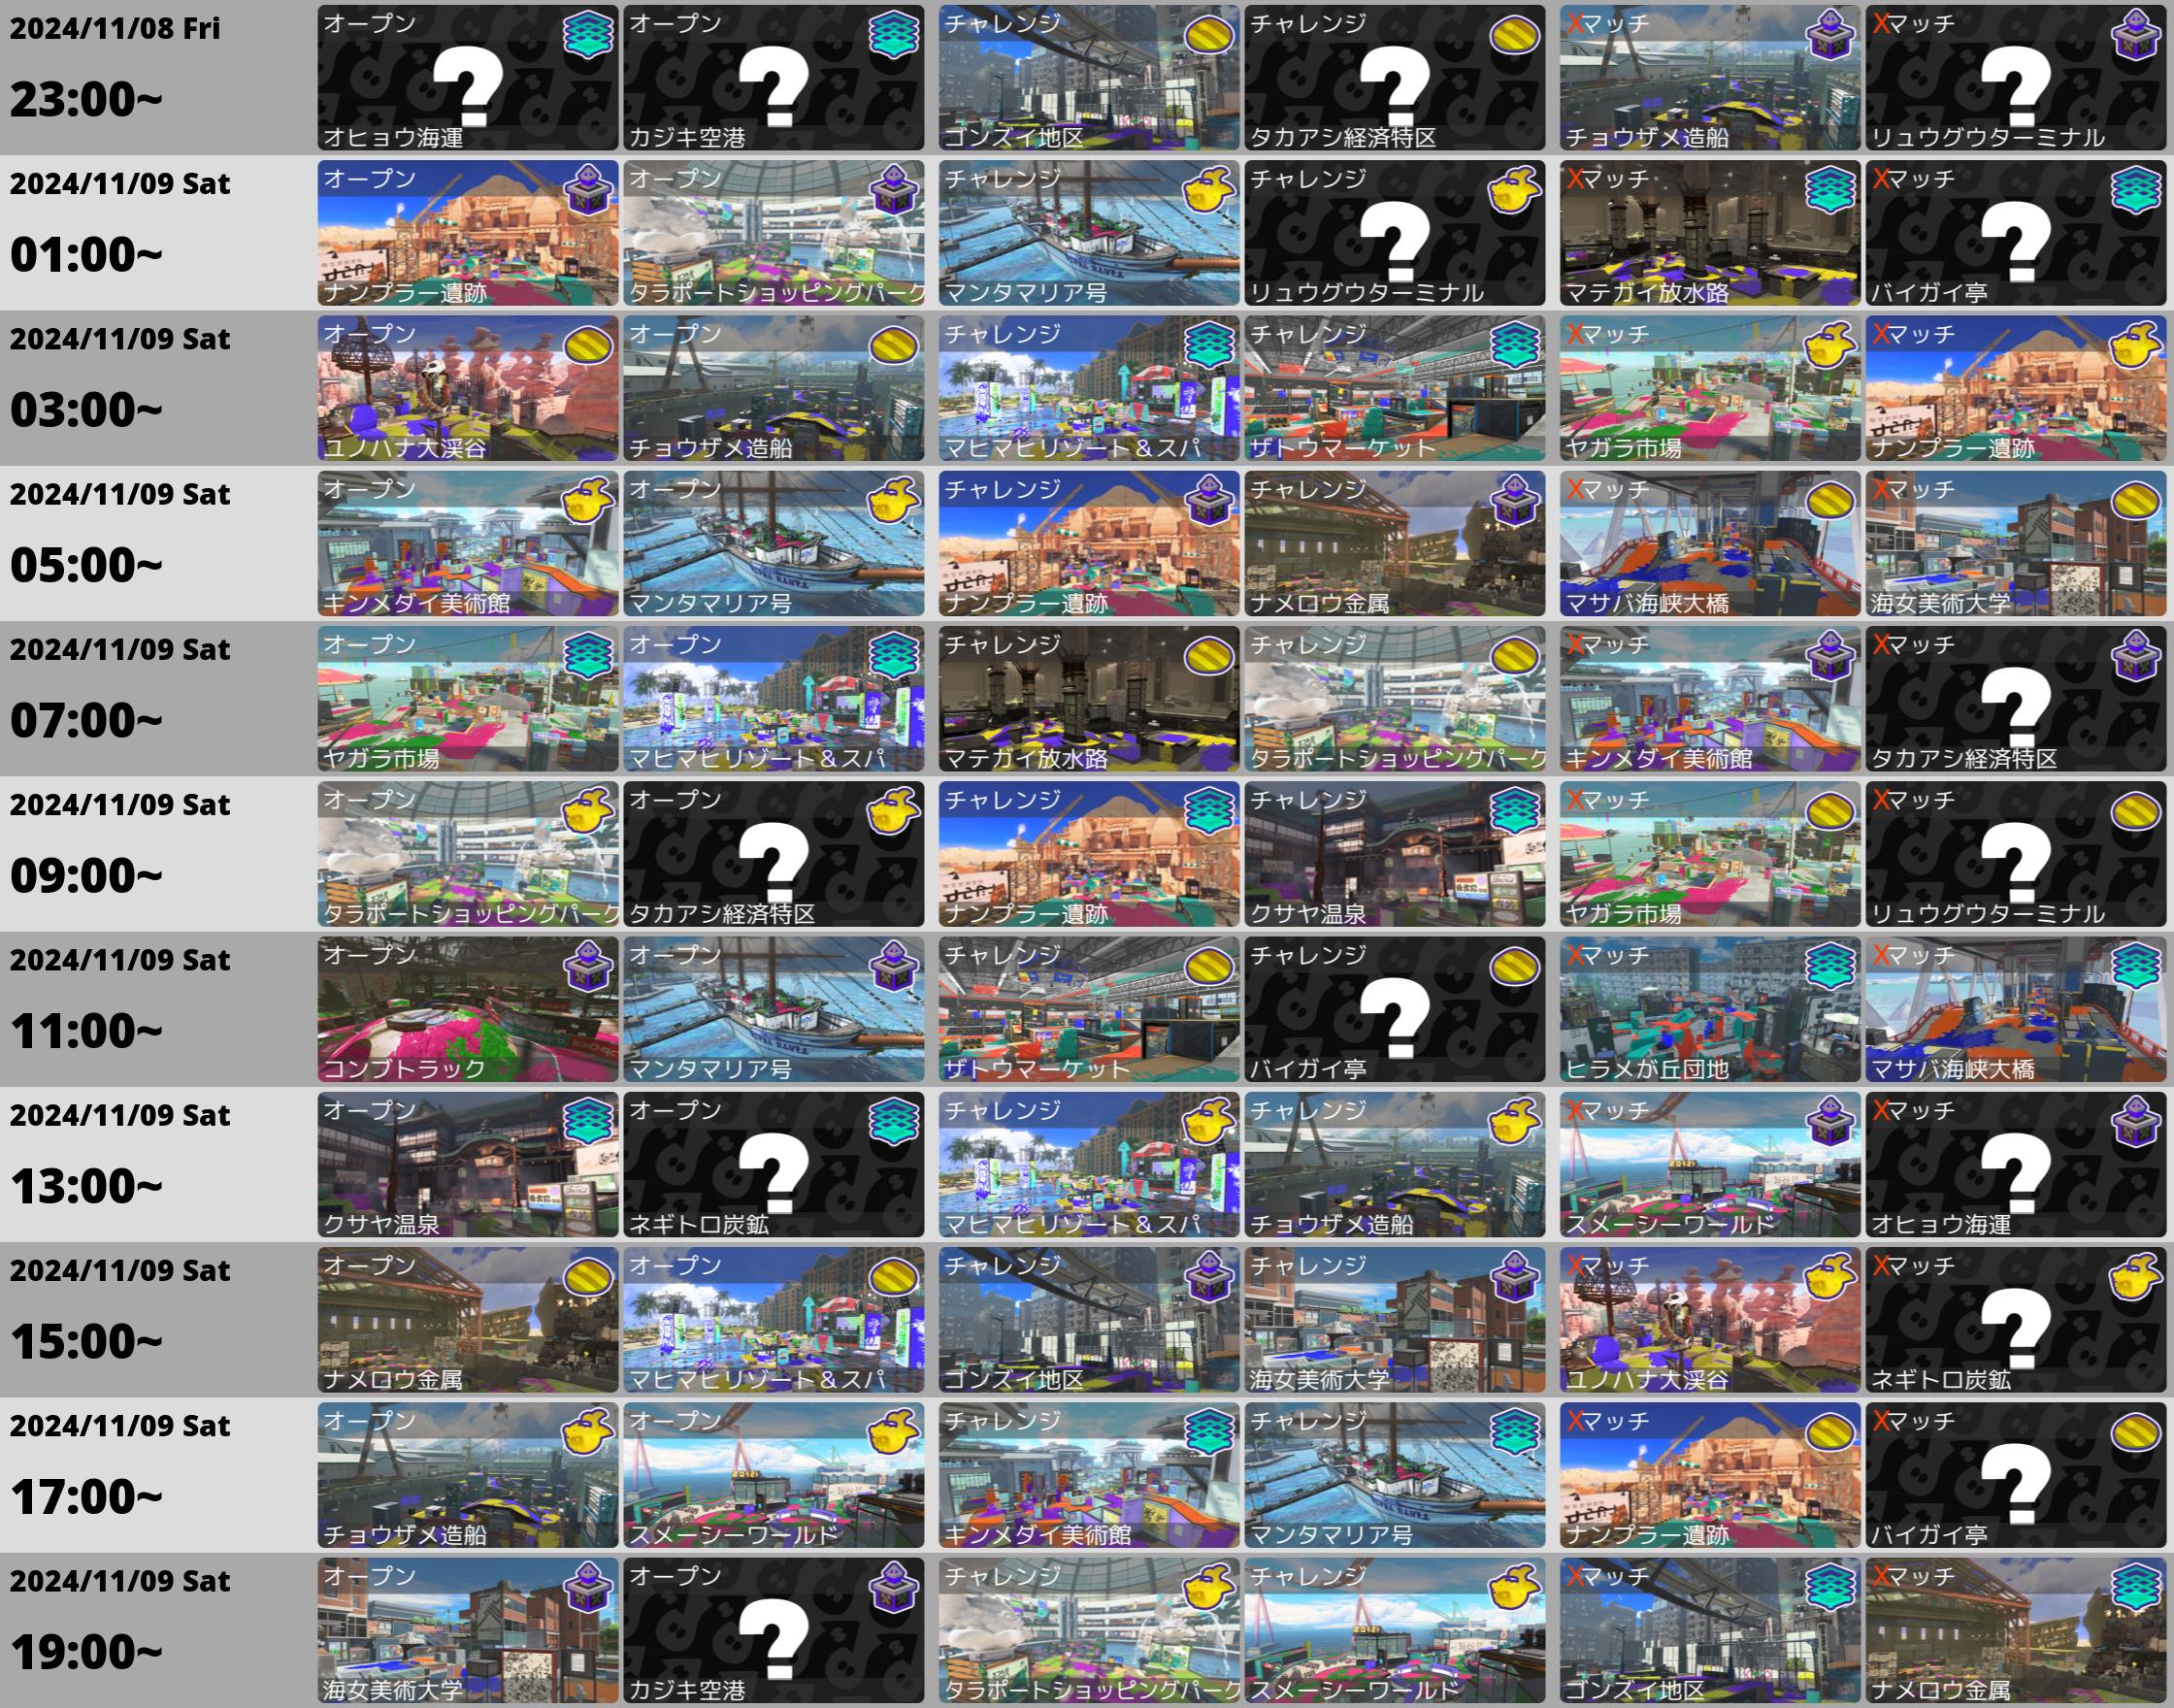 2024/11/08 Fri
23:00~
オープン
オヒョウ海運
オープン
カジキ空港
チャレンジ
ゴンズイ地区
チャレンジ
タカアシ経済特区
Xマッチ
チョウザメ造船
Xマッチ
リュウグウターミナル
2024/11/09 Sat
01:00~
オープン
ナンプラー遺跡
オープン
タラポートショッピングパーク
チャレンジ
マンタマリア号
チャレンジ
リュウグウターミナル
Xマッチ
マテガイ放水路
Xマッチ
バイガイ亭
2024/11/09 Sat
03:00~
オープン
ユノハナ大渓谷
オープン
チョウザメ造船
チャレンジ
マヒマヒリゾート&スパ
チャレンジ
ザトウマーケット
Xマッチ
ヤガラ市場
Xマッチ
ナンプラー遺跡
2024/11/09 Sat
05:00~
オープン
キンメダイ美術館
オープン
マンタマリア号
チャレンジ
ナンプラー遺跡
チャレンジ
ナメロウ金属
Xマッチ
マサバ海峡大橋
Xマッチ
海女美術大学
2024/11/09 Sat
07:00~
オープン
ヤガラ市場
オープン
マヒマヒリゾート&スパ
チャレンジ
マテガイ放水路
チャレンジ
タラポートショッピングパーク
Xマッチ
キンメダイ美術館
Xマッチ
タカアシ経済特区
2024/11/09 Sat
09:00~
オープン
タラポートショッピングパーク
オープン
タカアシ経済特区
チャレンジ
ナンプラー遺跡
チャレンジ
クサヤ温泉
Xマッチ
ヤガラ市場
Xマッチ
リュウグウターミナル
2024/11/09 Sat
11:00~
オープン
コンブトラック
オープン
マンタマリア号
チャレンジ
ザトウマーケット
チャレンジ
バイガイ亭
Xマッチ
ヒラメが丘団地
Xマッチ
マサバ海峡大橋
2024/11/09 Sat
13:00~
オープン
クサヤ温泉
オープン
ネギトロ炭鉱
チャレンジ
マヒマヒリゾート&スパ
チャレンジ
チョウザメ造船
Xマッチ
スメーシーワールド
Xマッチ
オヒョウ海運
2024/11/09 Sat
15:00~
オープン
ナメロウ金属
オープン
マヒマヒリゾート&スパ
チャレンジ
ゴンズイ地区
チャレンジ
海女美術大学
Xマッチ
ユノハナ大渓谷
Xマッチ
ネギトロ炭鉱
2024/11/09 Sat
17:00~
オープン
チョウザメ造船
オープン
スメーシーワールド
チャレンジ
キンメダイ美術館
チャレンジ
マンタマリア号
Xマッチ
ナンプラー遺跡
Xマッチ
バイガイ亭
2024/11/09 Sat
19:00~
オープン
海女美術大学
オープン
カジキ空港
チャレンジ
タラポートショッピングパーク
チャレンジ
スメーシーワールド
Xマッチ
ゴンズイ地区
Xマッチ
ナメロウ金属